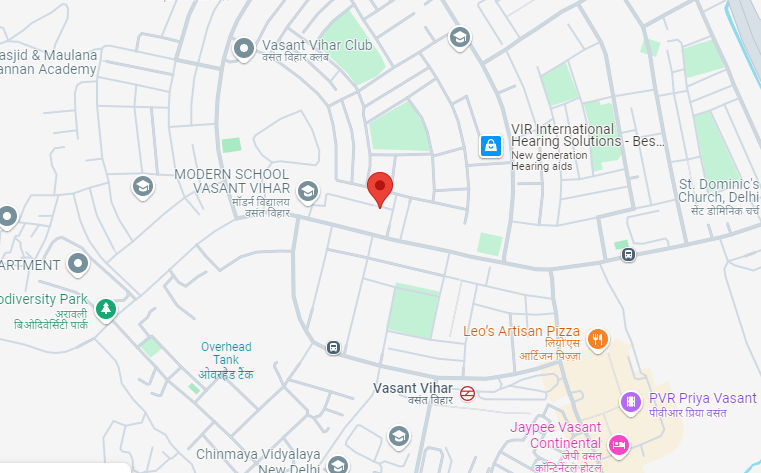 Vasant Vihar Club
वसंत विहार क्लब
asjid & Maulana
annan Academy
VIR International
Hearing Solutions - Bes...
New generation
Hearing aids
MODERN SCHOOL
VASANT VIHAR
मॉडर्न विद्यालय
वसंत विहार
St. Dominic's
Church, Delhi
सेंट डोमिनिक चर्च
ARTMENT
odiversity Park
अरावली
बिओदिवेर्सिटी पार्क
Overhead
Tank
ओवरहेड टैंक
Leo's Artisan Pizza
लियो'एस
आर्टिजन पिज़्ज़ा
Vasant Vihar
वसंत विहार
PVR Priya Vasant
पीवीआर प्रिया वसंत
Jaypee Vasant
Continental
जेपी वसंत
कॉन्टिनेंटल होटल
Chinmaya Vidyalaya
New Delhi